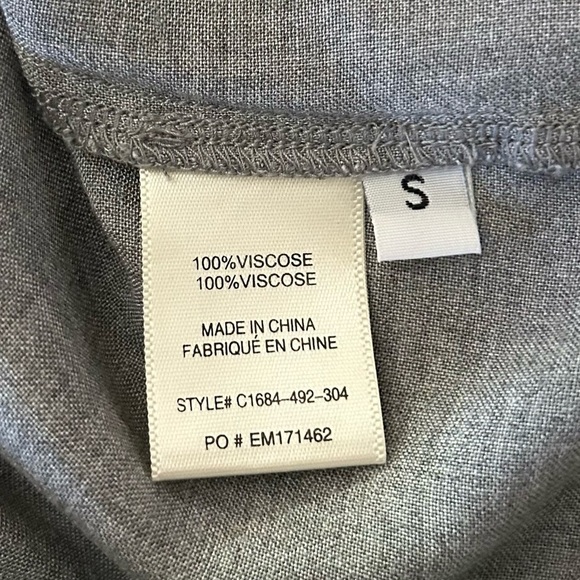 S
100%VISCOSE
100%VISCOSE
MADE IN CHINA
FABRIQUÉ EN CHINE
STYLE# C1684-492-304
PO # EM171462